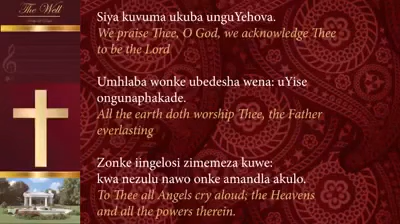 The Well
Siya kuvuma ukuba unguYehova.
We praise Thee, O God, we acknowledge Thee
to be the Lord
Umhlaba wonke ubedesha wena: uYise
ongunaphakade.
All the earth doth worship Thee, the Father
everlasting
Zonke iingelosi zimemeza kuwe:
kwa nezulu nawo onke amandla akulo.
To Thee all Angels cry aloud; the Heavens
and all the powers therein.